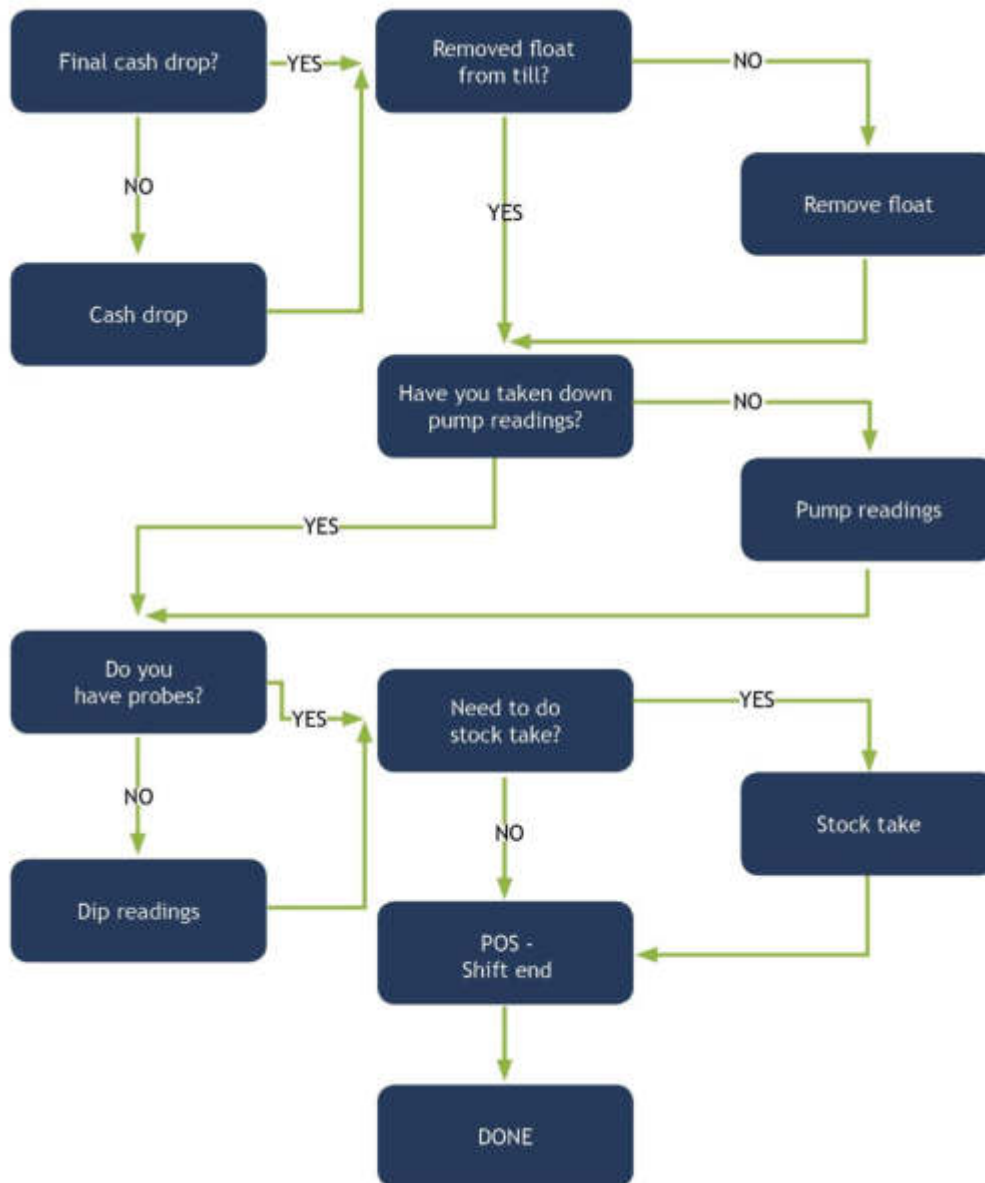 Final cash drop?
YES
Removed float
from till?
NO
NO
YES
Remove float
Cash drop
Have you taken down
pump readings?
NO
YES
Pump readings
Do you
have probes?
YES
Need to do
stock take?
YES
NO
NO
Stock take
Dip readings
POS -
Shift end
DONE